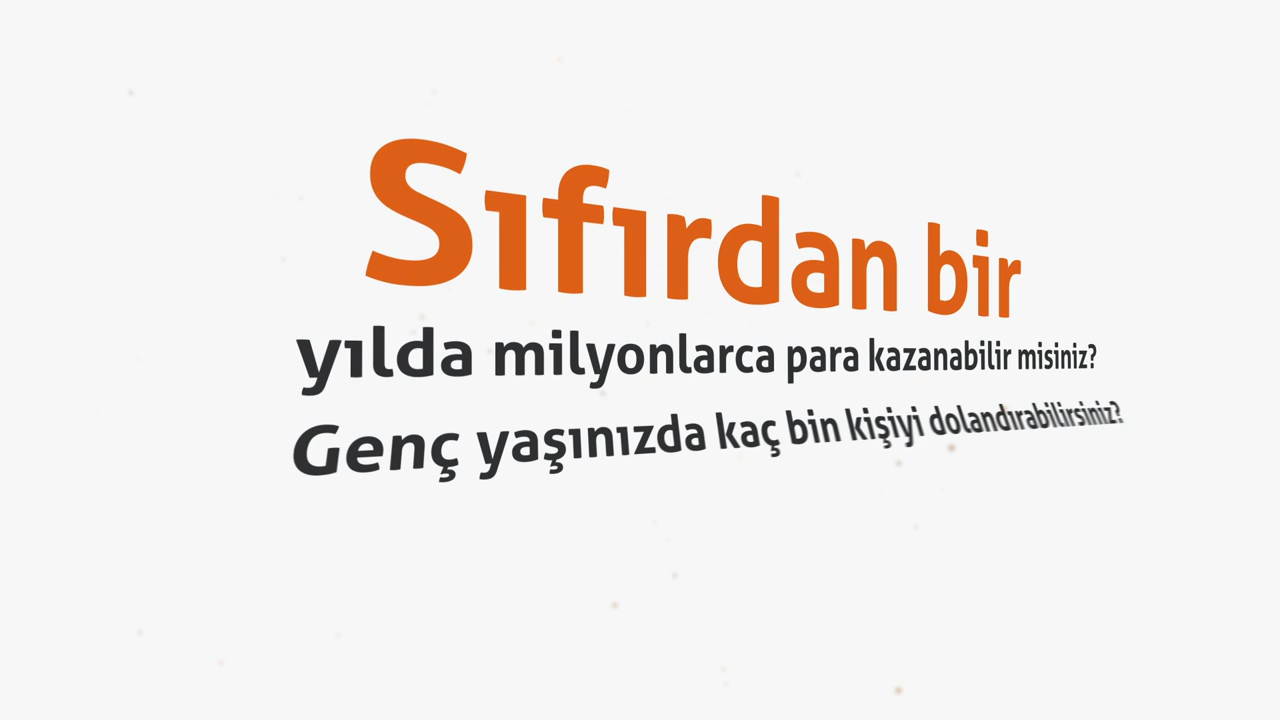 Sıfırdan bir
yılda milyonlarca para kazanabilir misiniz?
Genç yaşınızda kaç bin kişiyi dolandırabilirsiniz?